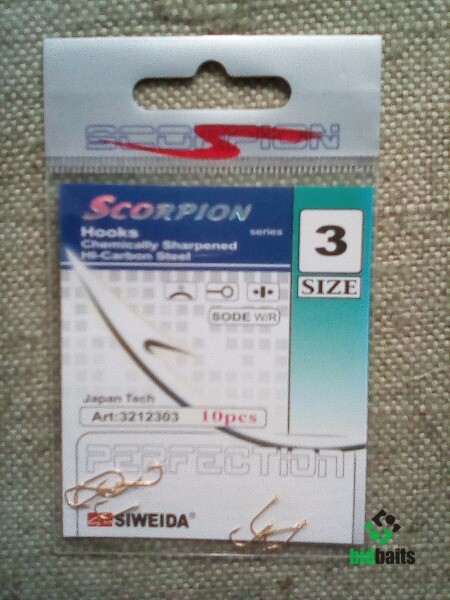 SCORPION
SCORPION
series
Hooks
Chemically Sharpened
Hi-Carbon Steel
3
SIZE
SODE W/R
Japan Tech
Art:3212303 10pcs
PERFECTION
SIWEIDA®
bidbaits